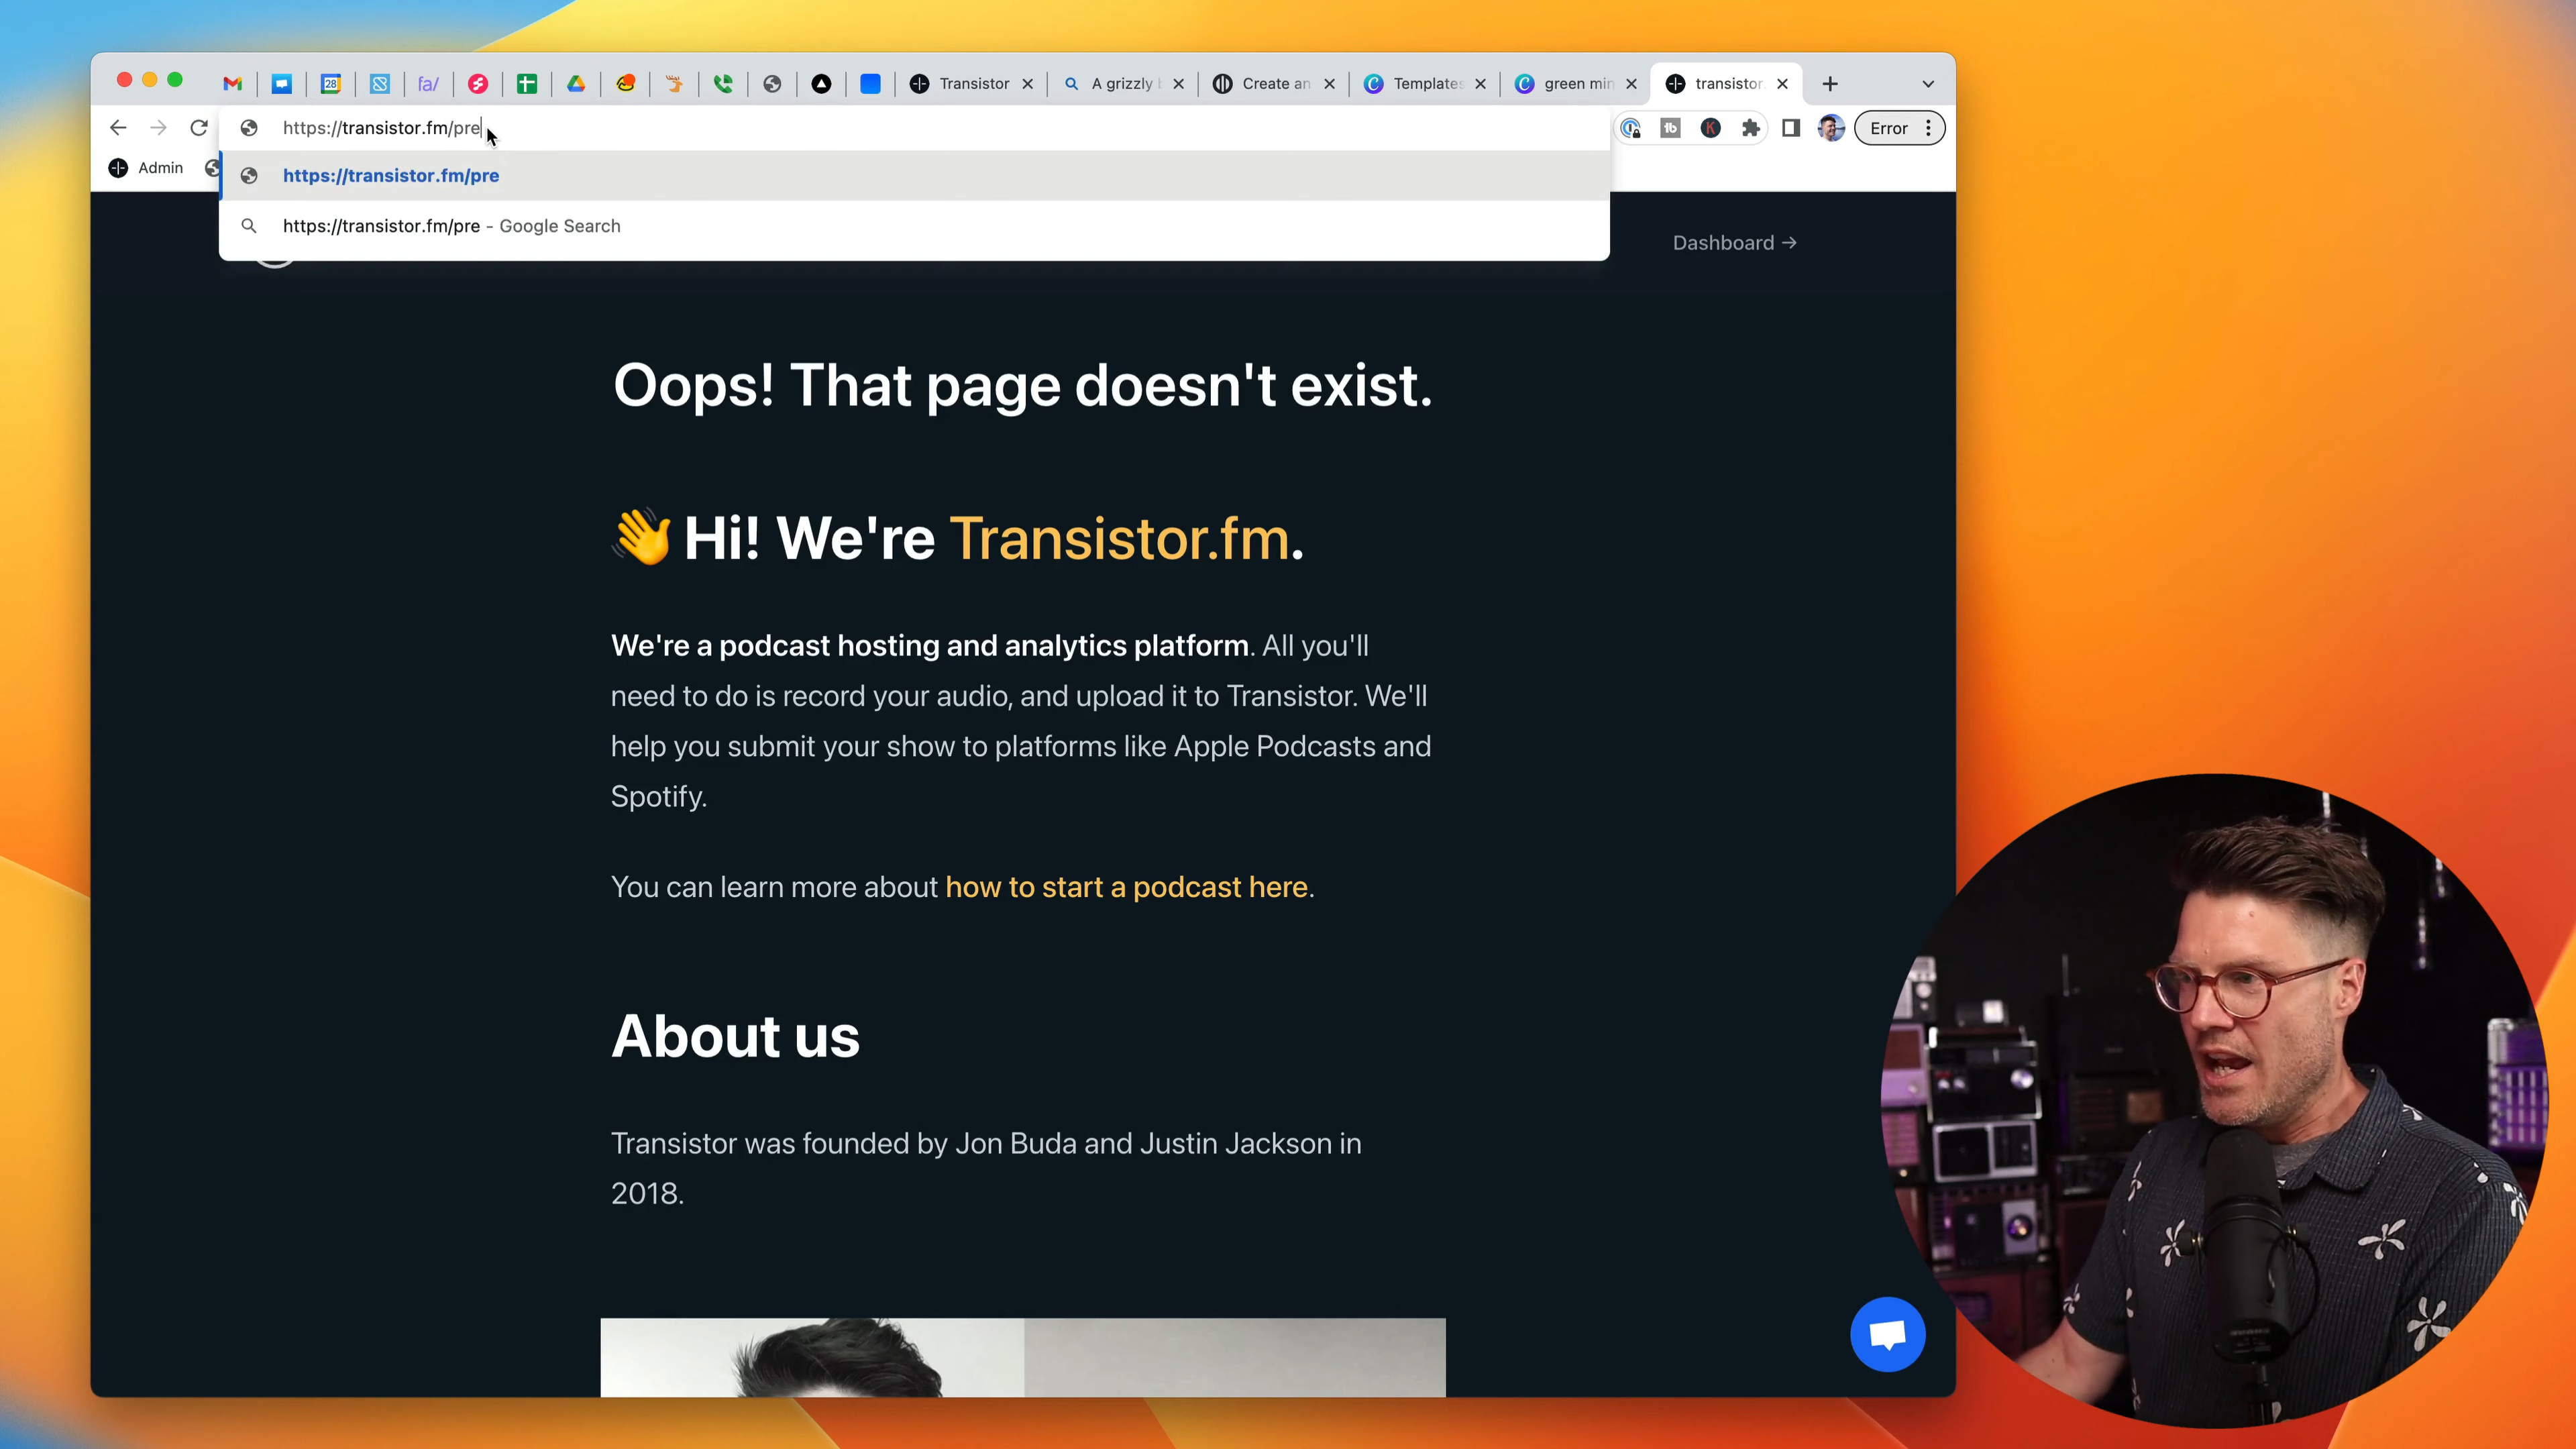 28
fa/
Transistor
A grizzly b
Create an
Templates
green min
transistor.
https://transistor.fm/pre
tb
K
Error
Admin
https://transistor.fm/pre
https://transistor.fm/pre - Google Search
Dashboard →
Oops! That page doesn't exist.
👋 Hi! We're Transistor.fm.
We're a podcast hosting and analytics platform. All you'll
need to do is record your audio, and upload it to Transistor. We'll
help you submit your show to platforms like Apple Podcasts and
Spotify.
You can learn more about how to start a podcast here.
About us
Transistor was founded by Jon Buda and Justin Jackson in
2018.